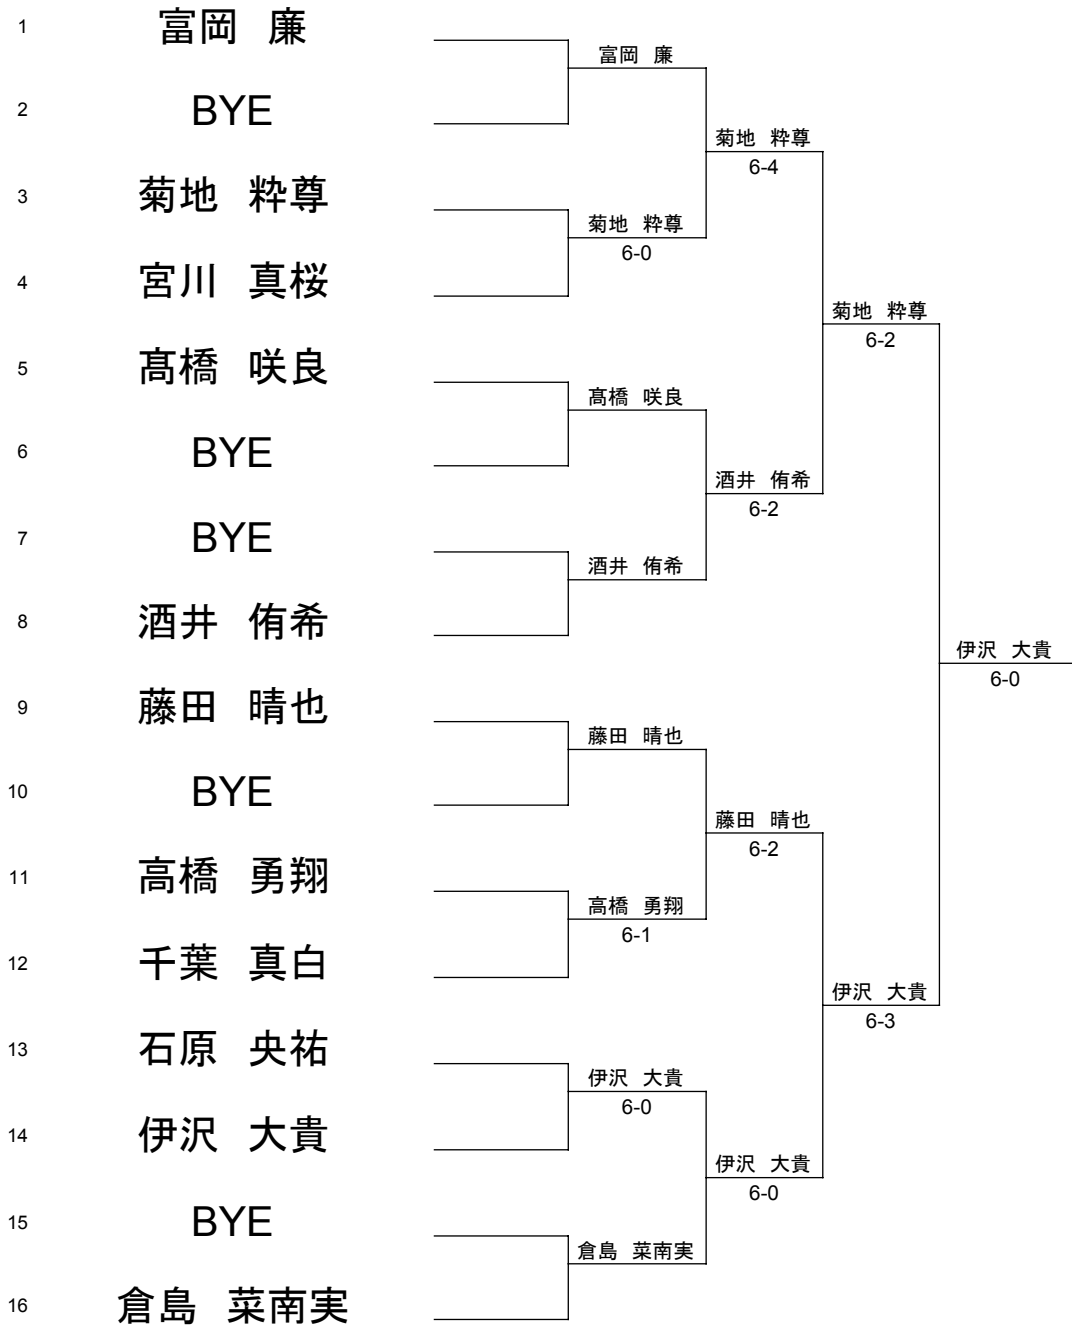 1 富岡　廉
2 BYE
3 菊地　粋尊
4 宮川　真桜
5 髙橋　咲良
6 BYE
7 BYE
8 酒井　侑希
9 藤田　晴也
10 BYE
11 高橋　勇翔
12 千葉　真白
13 石原　央祐
14 伊沢　大貴
15 BYE
16 倉島　菜南実
富岡　廉
菊地　粋尊
6-0
髙橋　咲良
酒井　侑希
藤田　晴也
高橋　勇翔
6-1
伊沢　大貴
6-0
倉島　菜南実
菊地　粋尊
6-4
酒井　侑希
6-2
藤田　晴也
6-2
伊沢　大貴
6-0
菊地　粋尊
6-2
伊沢　大貴
6-3
伊沢　大貴
6-0